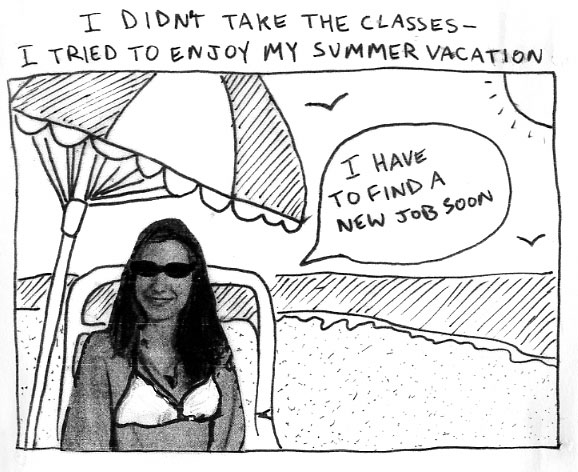 I DIDN'T TAKE THE CLASSES—
I TRIED TO ENJOY MY SUMMER VACATION
I HAVE
TO FIND A
NEW JOB SOON